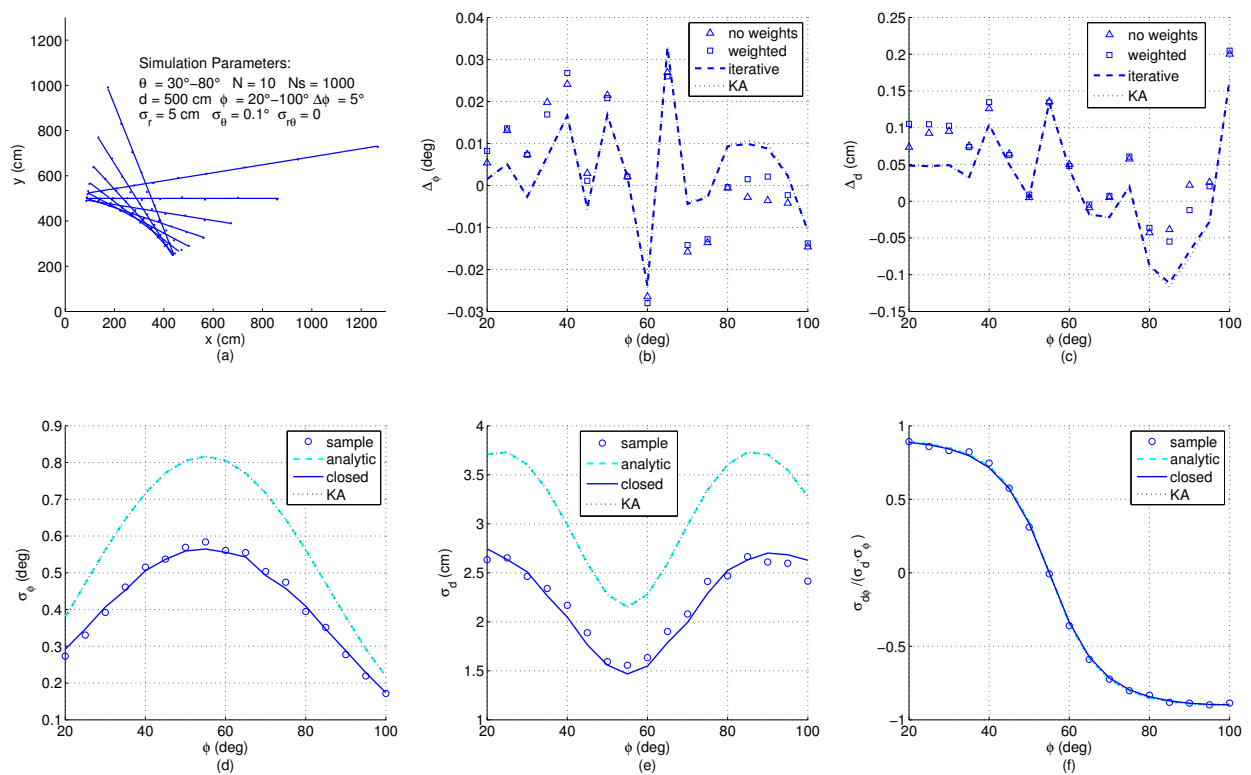 1200
1000
800
600
400
200
0
y (cm)
0 200 400 600 800 1000 1200
x (cm)
(a)
Simulation Parameters:
θ = 30°−80° N = 10 Ns = 1000
d = 500 cm ϕ = 20°−100° Δϕ = 5°
σr = 5 cm σθ = 0.1° σrθ = 0
0.04
0.03
0.02
0.01
0
−0.01
−0.02
−0.03
Δϕ (deg)
20 40 60 80 100
ϕ (deg)
(b)
no weights
weighted
iterative
KA
0.25
0.2
0.15
0.1
0.05
0
−0.05
−0.1
−0.15
Δd (cm)
20 40 60 80 100
ϕ (deg)
(c)
no weights
weighted
iterative
KA
0.9
0.8
0.7
0.6
0.5
0.4
0.3
0.2
0.1
σϕ (deg)
20 40 60 80 100
ϕ (deg)
(d)
sample
analytic
closed
KA
4
3.5
3
2.5
2
1.5
1
σd (cm)
20 40 60 80 100
ϕ (deg)
(e)
sample
analytic
closed
KA
1
0.5
0
−0.5
−1
σdϕ/(σd·σϕ)
20 40 60 80 100
ϕ (deg)
(f)
sample
analytic
closed
KA